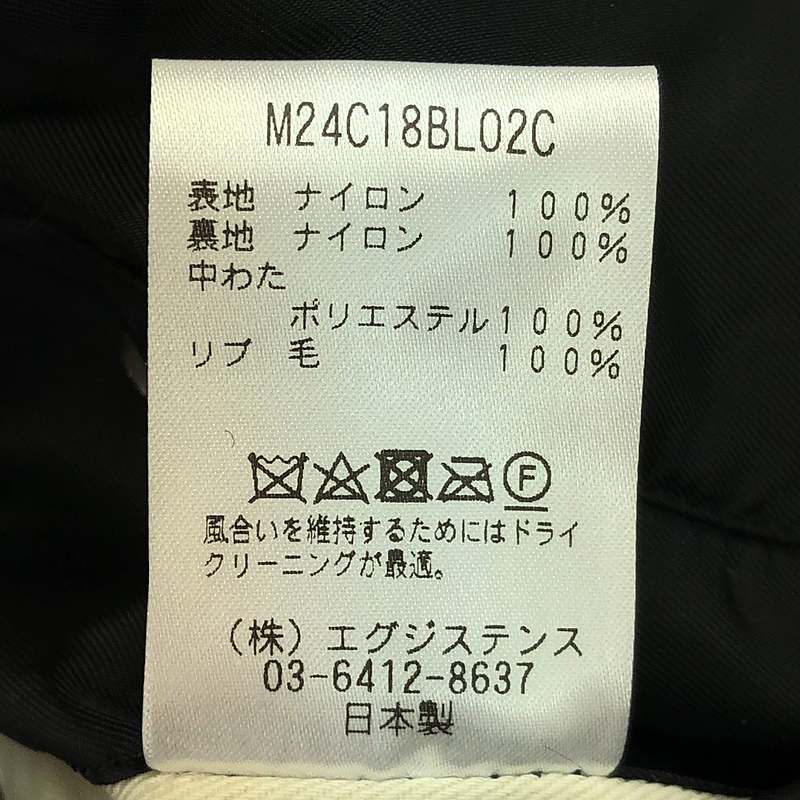 M24C18BL02C
表地 ナイロン 100%
裏地 ナイロン 100%
中わた
ポリエステル 100%
リブ 毛 100%
F
風合いを維持するためにはドライ
クリーニングが最適。
(株) エグジステンス
03-6412-8637
日本製